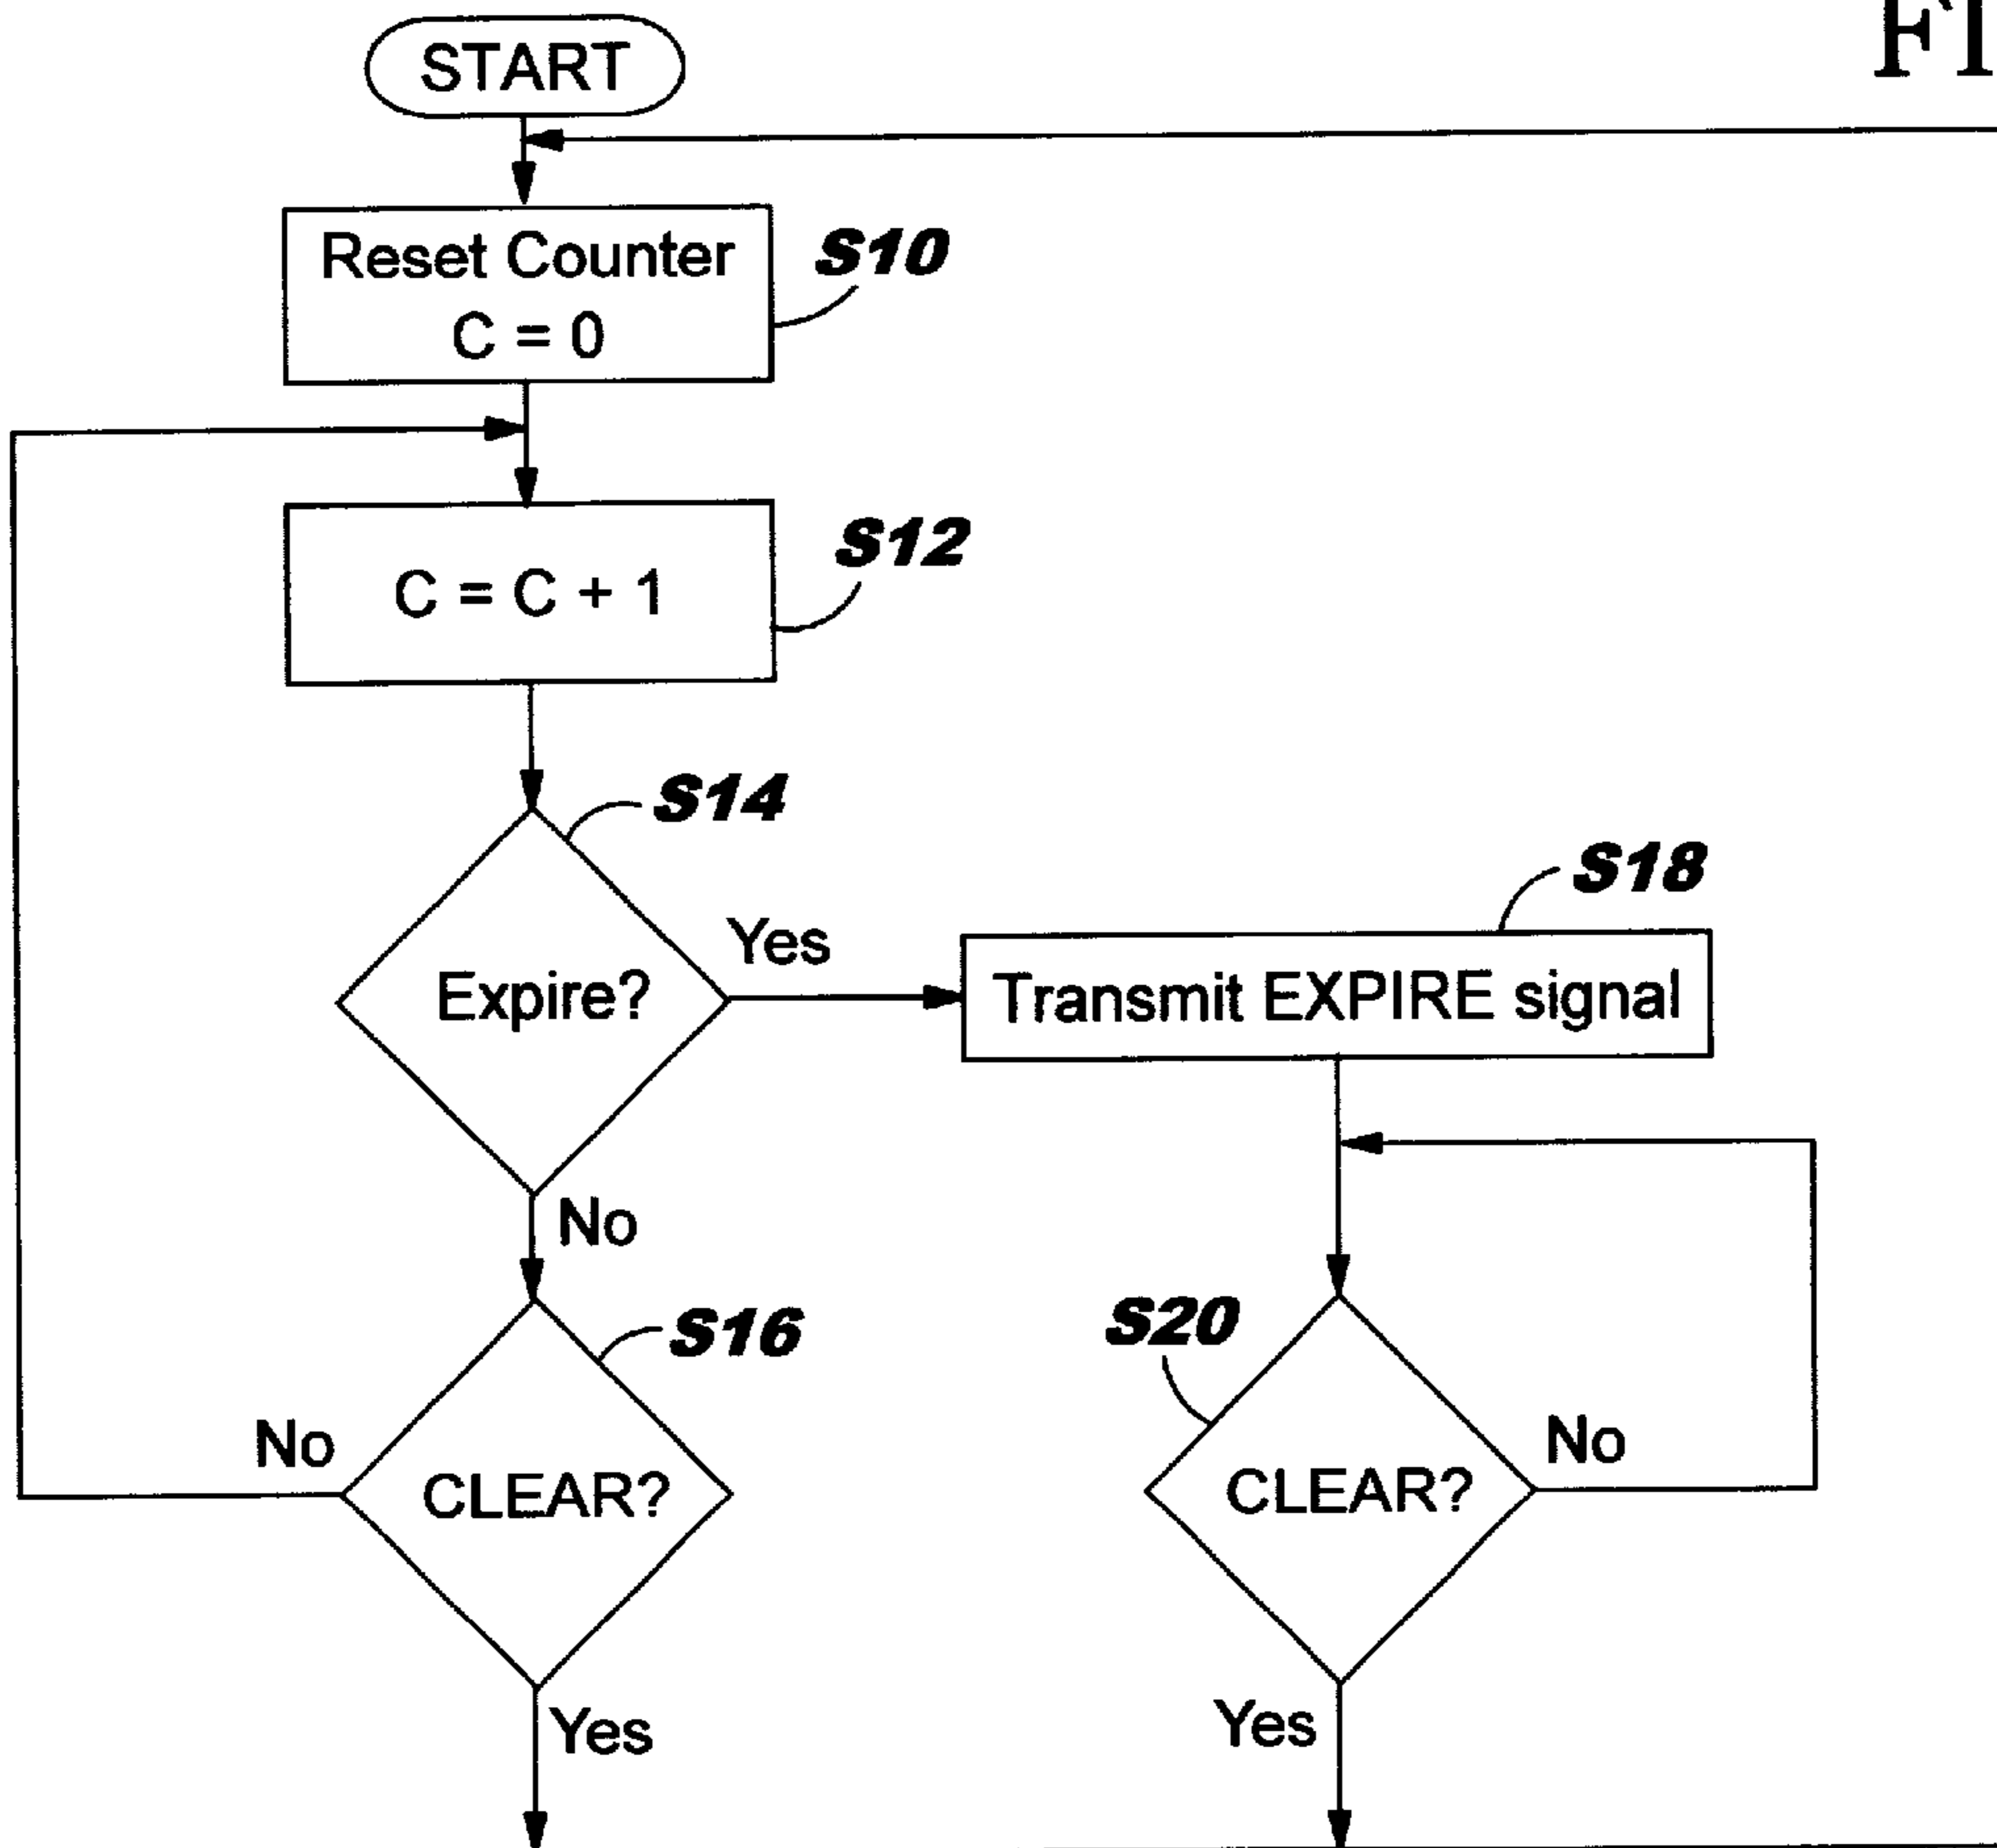 FI
START
Reset Counter
C = 0
S10
C = C + 1
S12
S14
Expire?
Yes
S18
Transmit EXPIRE signal
No
S16
CLEAR?
No
Yes
S20
CLEAR?
No
Yes